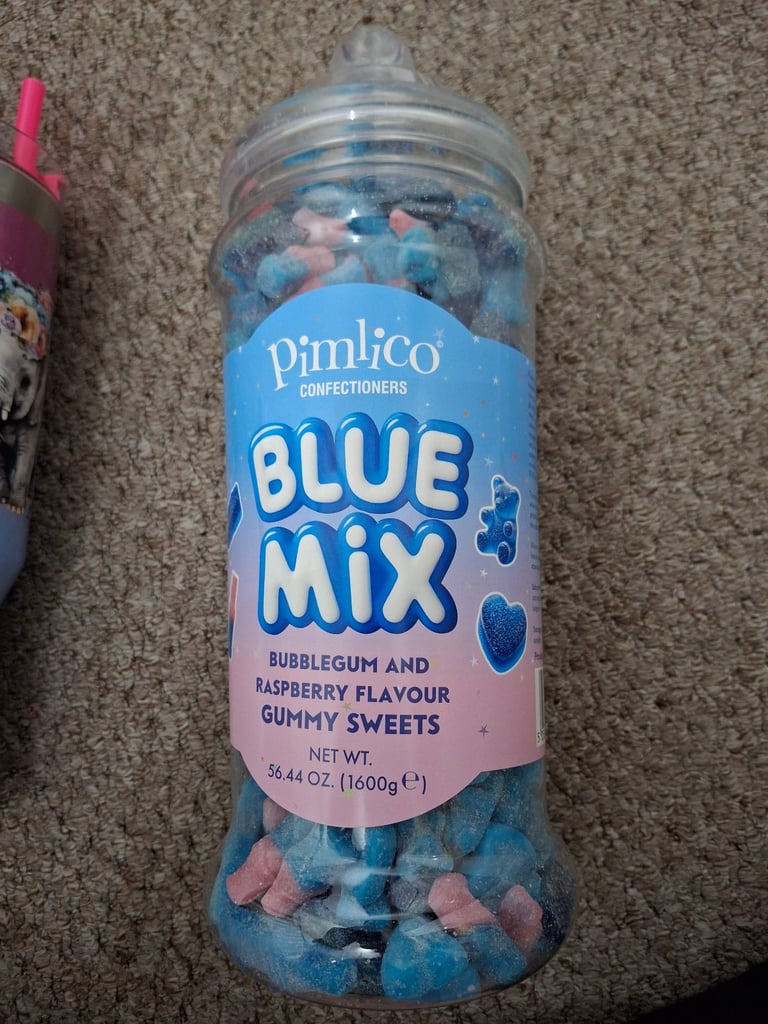 Pimlico©
CONFECTIONERS
BLUE
MiX
BUBBLEGUM AND
RASPBERRY FLAVOUR
GUMMY SWEETS
NET WT.
56.44 OZ. (1600g ℮)